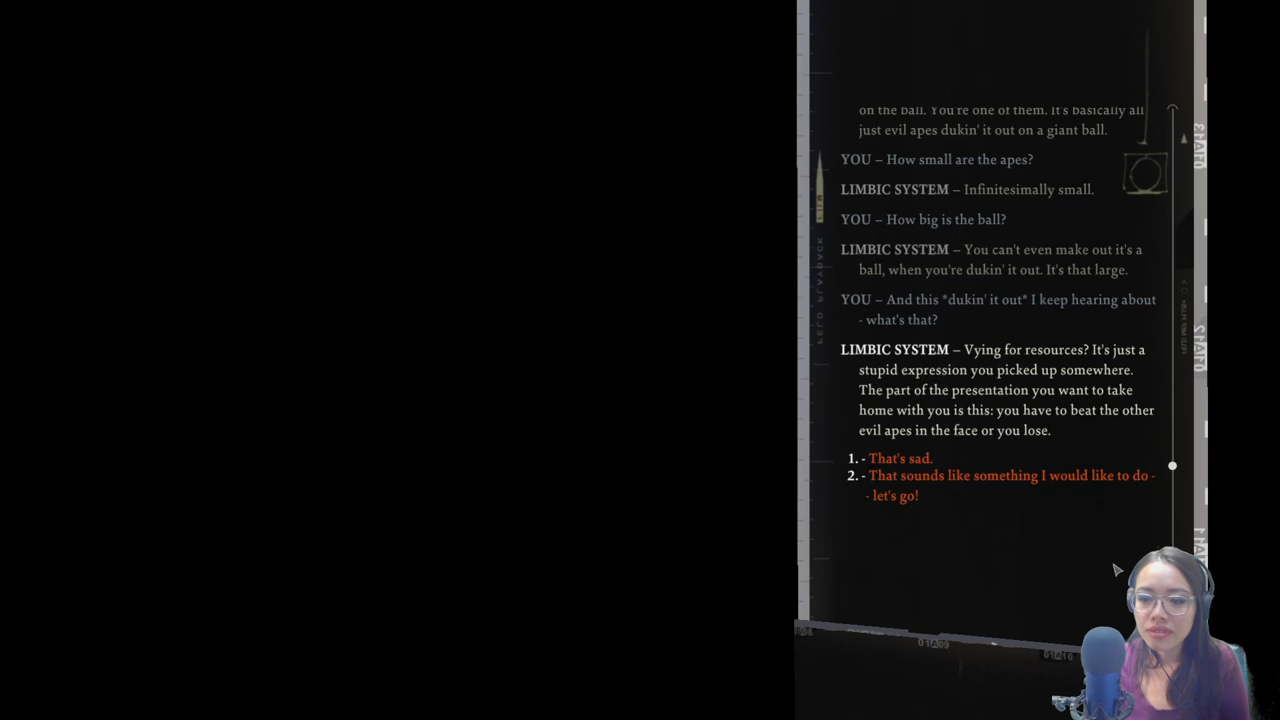 on the ball. You're one of them. It's basically all
just evil apes dukin' it out on a giant ball.
YOU – How small are the apes?
LIMBIC SYSTEM – Infinitesimally small.
YOU – How big is the ball?
LIMBIC SYSTEM – You can't even make out it's a
ball, when you're dukin' it out. It's that large.
YOU – And this *dukin' it out* I keep hearing about
- what's that?
LIMBIC SYSTEM – Vying for resources? It's just a
stupid expression you picked up somewhere.
The part of the presentation you want to take
home with you is this: you have to beat the other
evil apes in the face or you lose.
1. - That's sad.
2. - That sounds like something I would like to do -
- let's go!